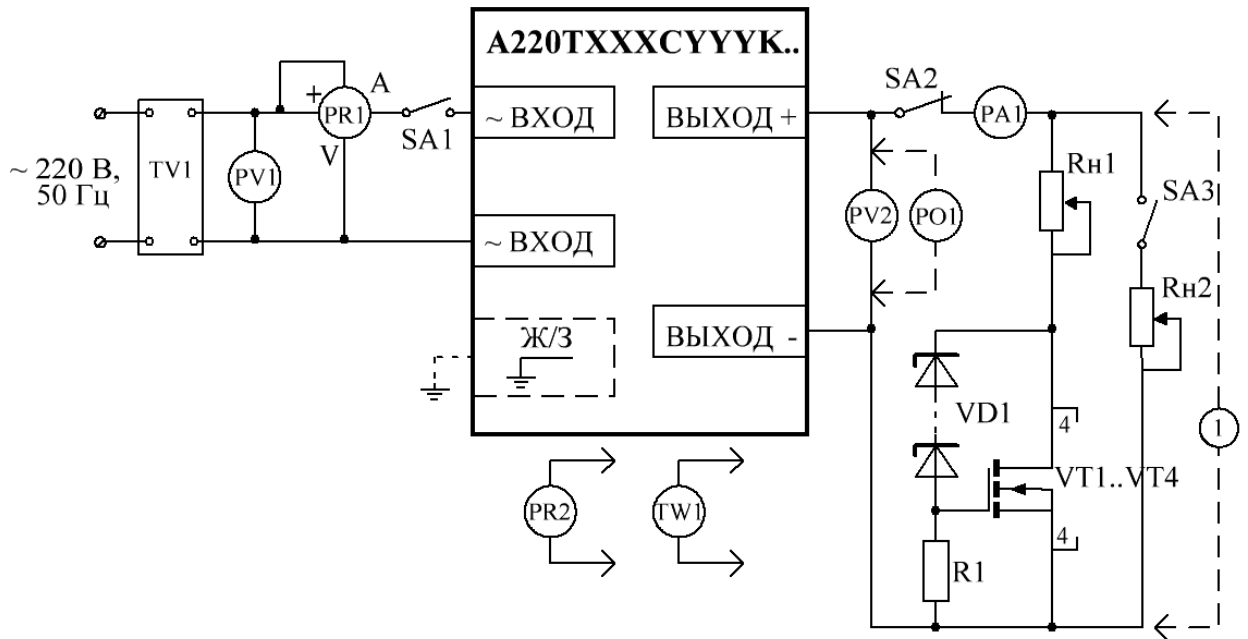 A220TXXXCYYYK..
~ ВХОД
ВЫХОД +
~ ВХОД
ВЫХОД -
Ж/З
~ 220 В,
50 Гц
TV1
PV1
+
PR1
A
V
SA1
SA2
PA1
PV2
PO1
Rн1
SA3
Rн2
VD1
4
1
VT1..VT4
4
R1
PR2
TW1